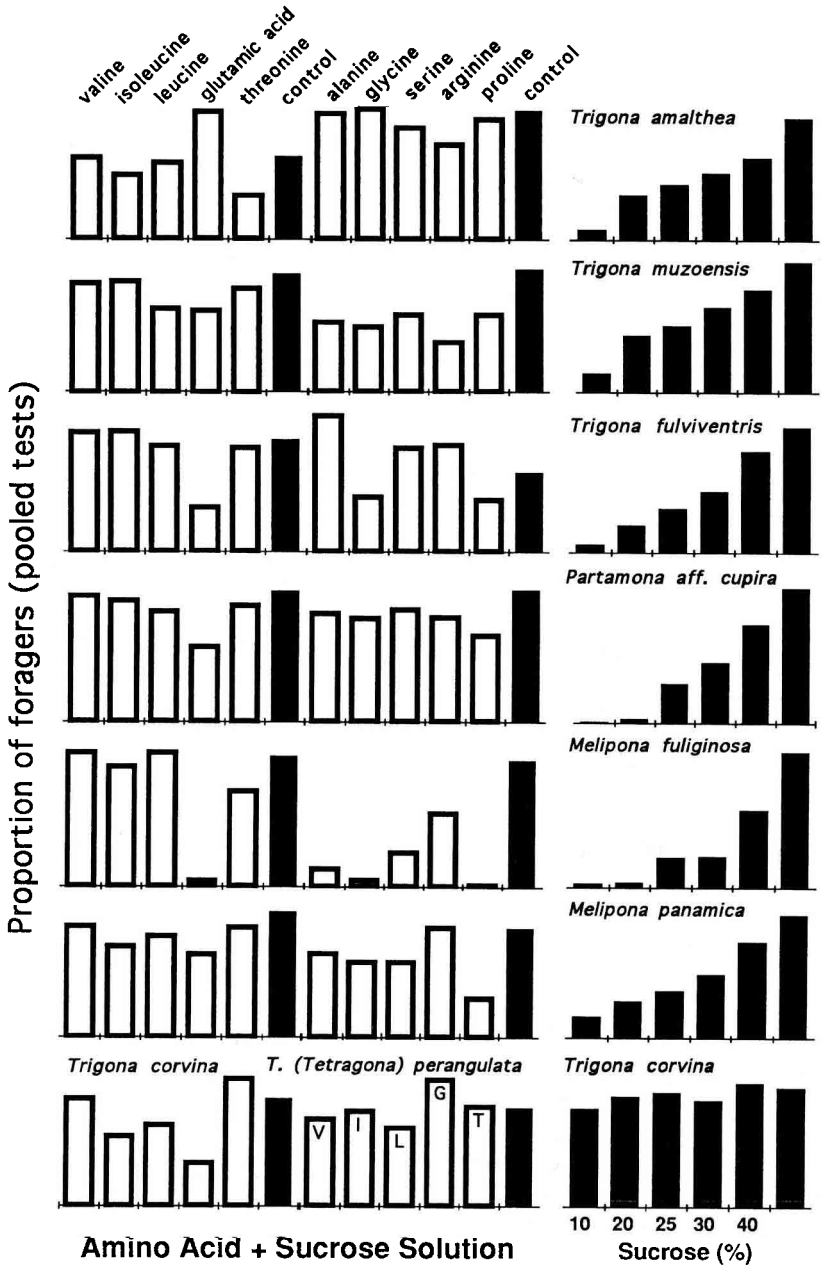 valine
isoleucine
leucine
glutamic acid
threonine
control
alanine
glycine
serine
arginine
proline
control
Trigona amalthea
Trigona muzoensis
Trigona fulviventris
Partamona aff. cupira
Melipona fuliginosa
Melipona panamica
Trigona corvina
T. (Tetragona) perangulata
Trigona corvina
V
I
L
G
T
10 20 25 30 40
Proportion of foragers (pooled tests)
Amino Acid + Sucrose Solution
Sucrose (%)